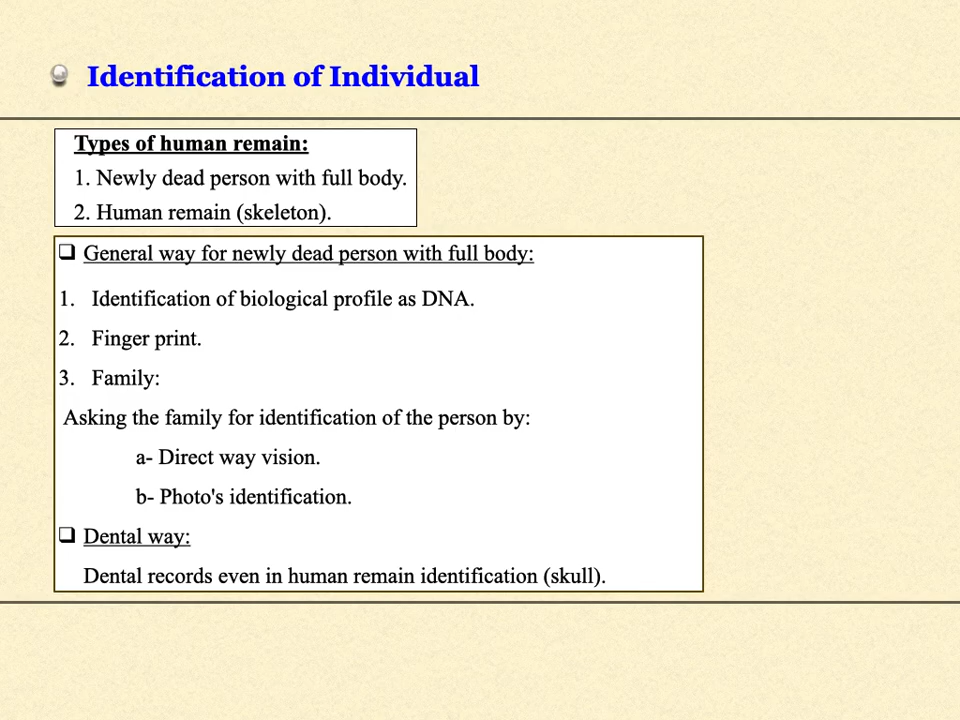 Identification of Individual
Types of human remain:
1. Newly dead person with full body.
2. Human remain (skeleton).
❑ General way for newly dead person with full body:
1. Identification of biological profile as DNA.
2. Finger print.
3. Family:
Asking the family for identification of the person by:
a- Direct way vision.
b- Photo's identification.
❑ Dental way:
Dental records even in human remain identification (skull).